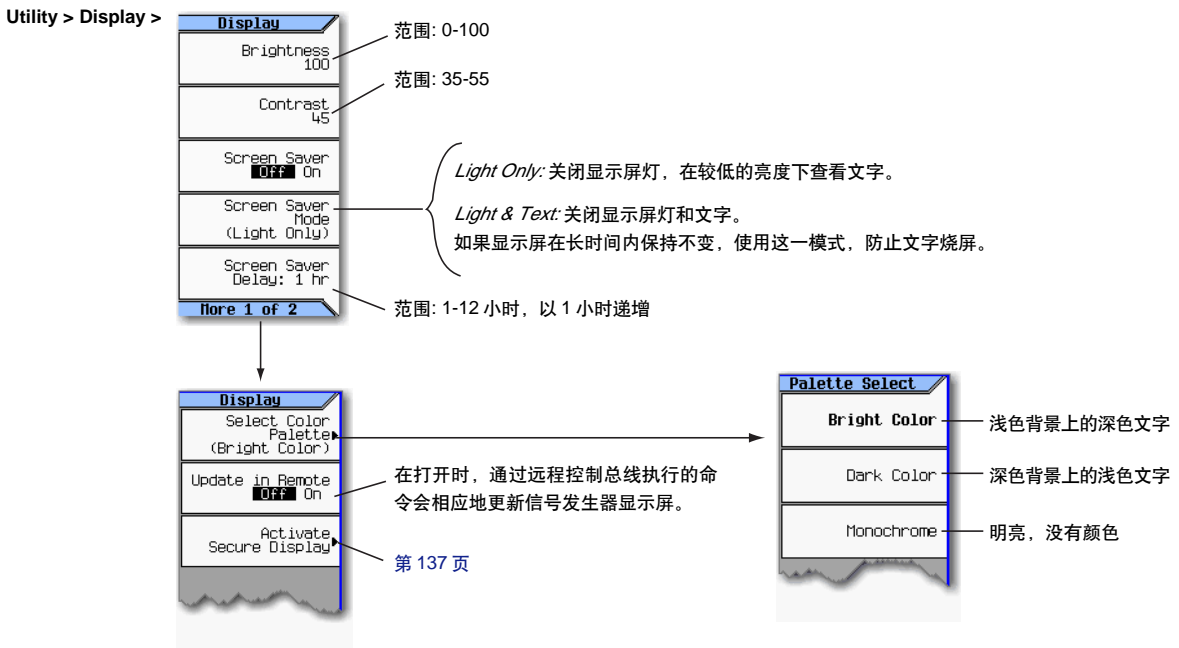 Utility > Display >
Display
Brightness
100
范围: 0-100
Contrast
45
范围: 35-55
Screen Saver
Off On
Screen Saver
Mode
(Light Only)
Light Only: 关闭显示屏灯，在较低的亮度下查看文字。
Light & Text: 关闭显示屏灯和文字。
如果显示屏在长时间内保持不变，使用这一模式，防止文字烧屏。
Screen Saver
Delay: 1 hr
范围: 1-12 小时，以 1 小时递增
More 1 of 2
Display
Select Color
Palette
(Bright Color)
Update in Remote
Off On
在打开时，通过远程控制总线执行的命
令会相应地更新信号发生器显示屏。
Activate
Secure Display
第 137 页
Palette Select
Bright Color
浅色背景上的深色文字
Dark Color
深色背景上的浅色文字
Monochrome
明亮，没有颜色